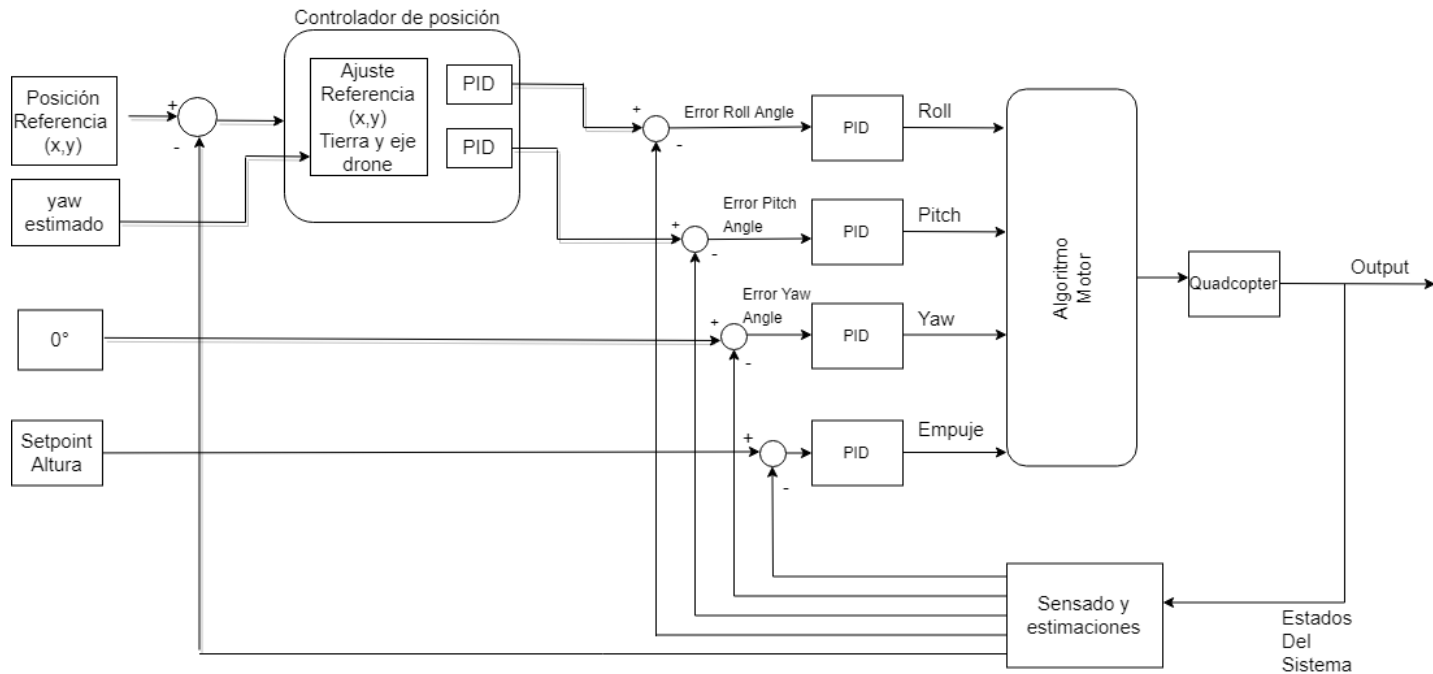 Controlador de posición
Posición
Referencia
(x,y)
+
-
yaw
estimado
Ajuste
Referencia
(x,y)
Tierra y eje
drone
PID
PID
+
-
Error Roll Angle
PID
Roll
+
-
Error Pitch
Angle
PID
Pitch
0°
+
-
Error Yaw
Angle
PID
Yaw
Setpoint
Altura
+
-
PID
Empuje
Algoritmo
Motor
Quadcopter
Output
Sensado y
estimaciones
Estados
Del
Sistema